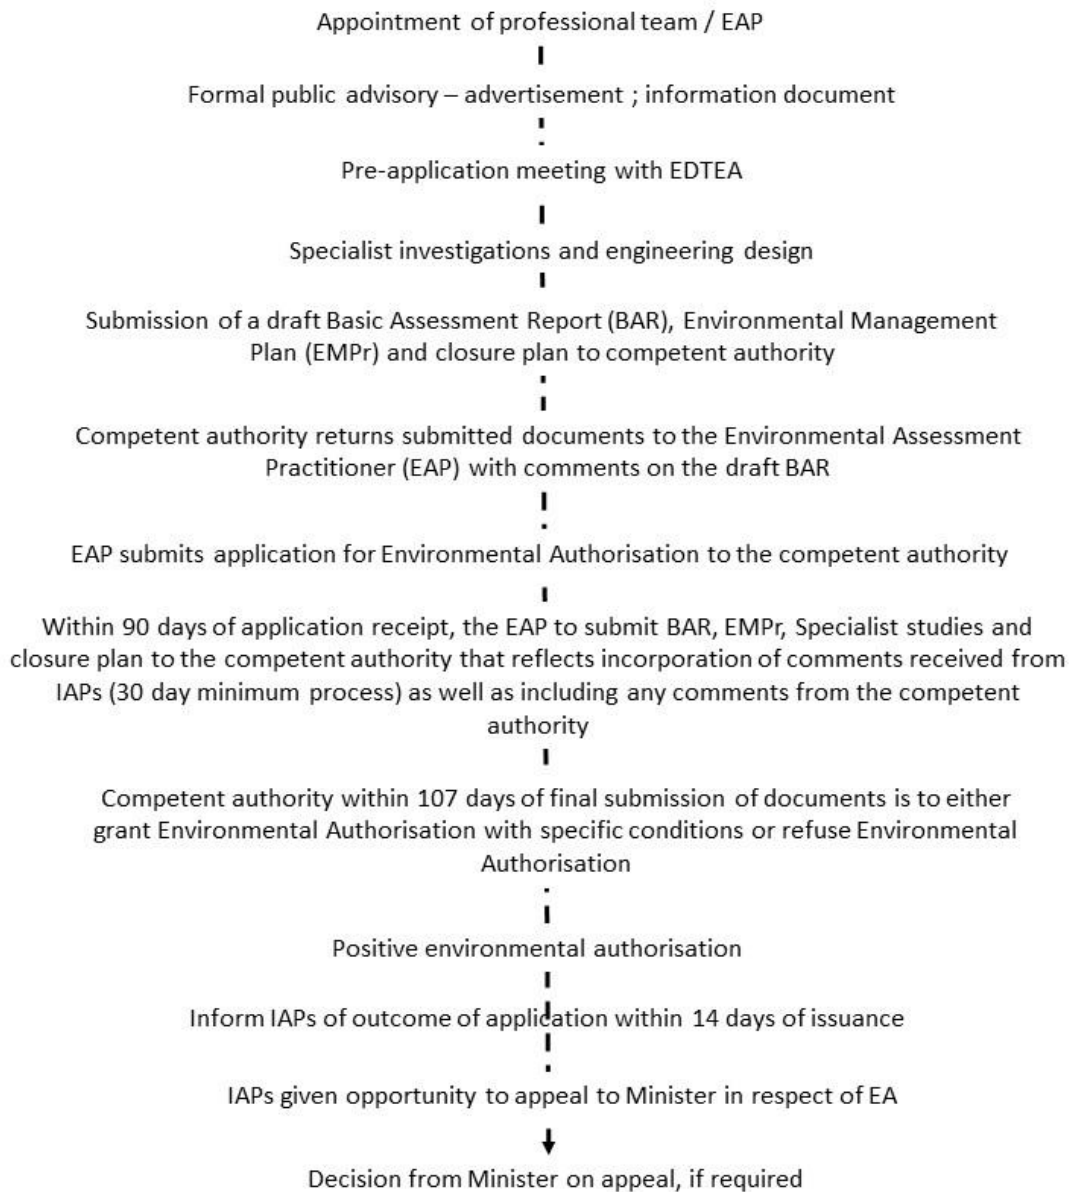 Appointment of professional team / EAP
Formal public advisory – advertisement ; information document
Pre-application meeting with EDTEA
Specialist investigations and engineering design
Submission of a draft Basic Assessment Report (BAR), Environmental Management
Plan (EMPr) and closure plan to competent authority
Competent authority returns submitted documents to the Environmental Assessment
Practitioner (EAP) with comments on the draft BAR
EAP submits application for Environmental Authorisation to the competent authority
Within 90 days of application receipt, the EAP to submit BAR, EMPr, Specialist studies and
closure plan to the competent authority that reflects incorporation of comments received from
IAPs (30 day minimum process) as well as including any comments from the competent
authority
Competent authority within 107 days of final submission of documents is to either
grant Environmental Authorisation with specific conditions or refuse Environmental
Authorisation
Positive environmental authorisation
Inform IAPs of outcome of application within 14 days of issuance
IAPs given opportunity to appeal to Minister in respect of EA
Decision from Minister on appeal, if required